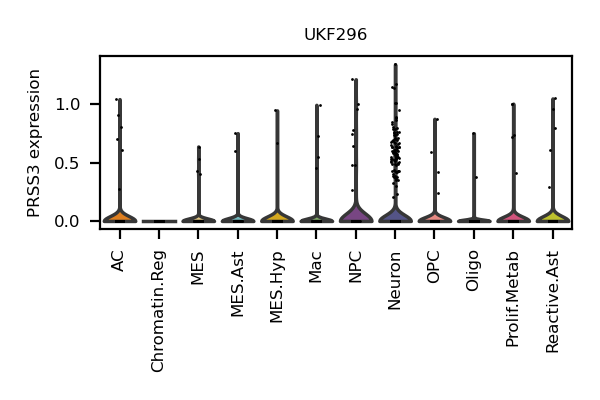 UKF296
PRSS3 expression
1.0
0.5
0.0
AC
Chromatin.Reg
MES
MES.Ast
MES.Hyp
Mac
NPC
Neuron
OPC
Oligo
Prolif.Metab
Reactive.Ast